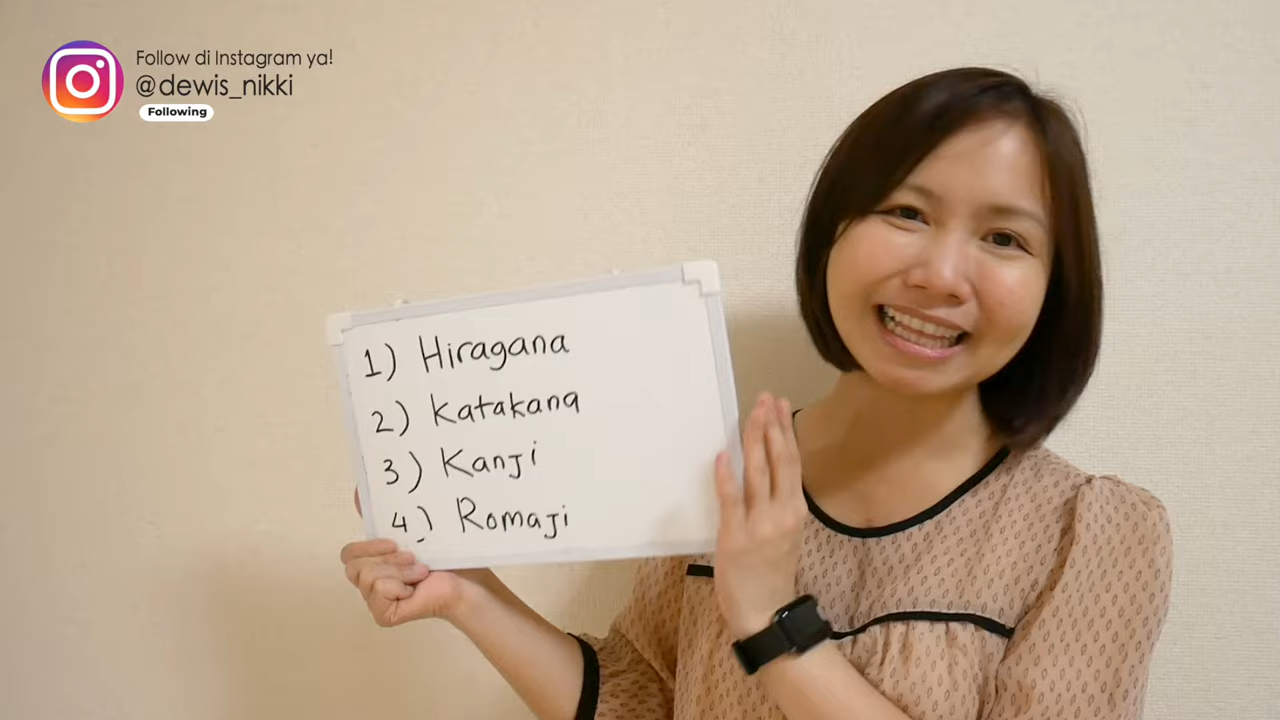 Follow di Instagram ya!
@dewis_nikki
Following
1) Hiragana
2) Katakana
3) Kanji
4) Romaji